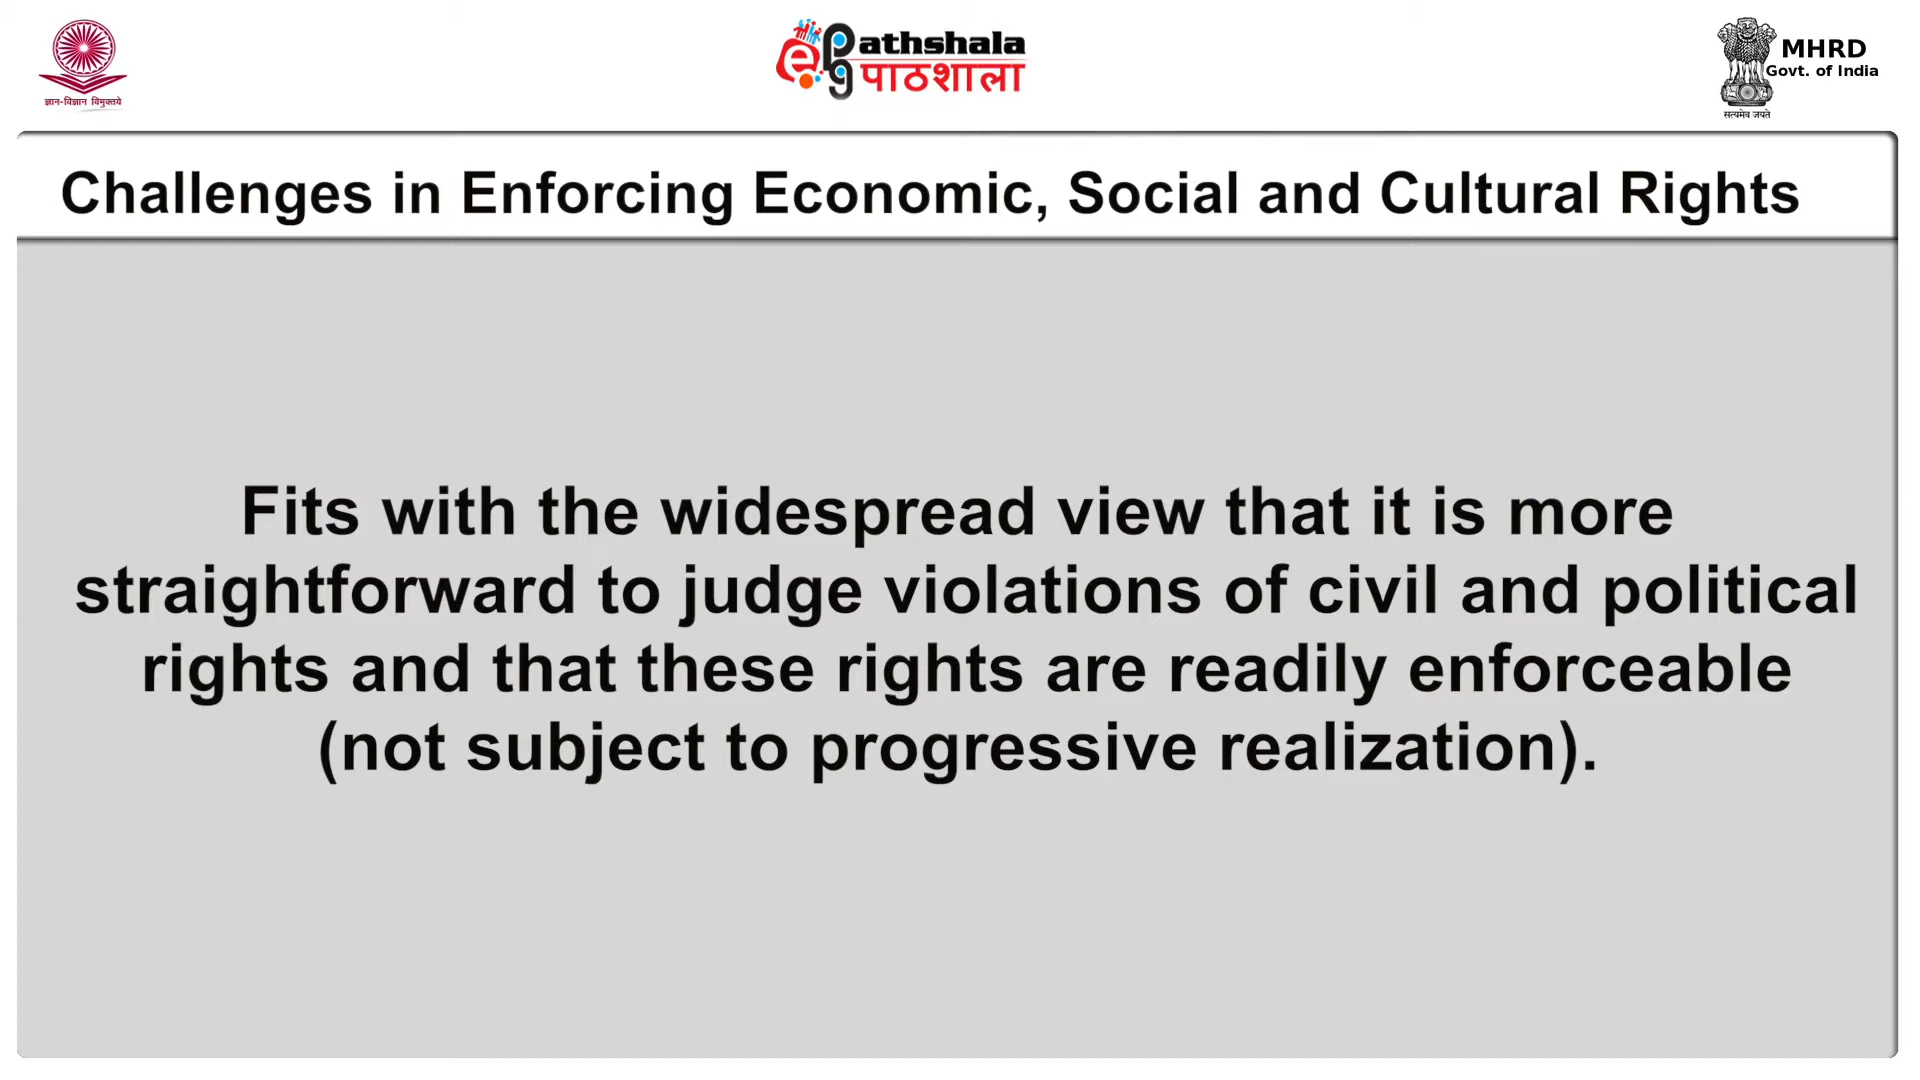 ज्ञान-विज्ञान विमुक्तये
ePG athshala
पाठशाला
MHRD
Govt. of India
सत्यमेव जयते
Challenges in Enforcing Economic, Social and Cultural Rights
Fits with the widespread view that it is more
straightforward to judge violations of civil and political
rights and that these rights are readily enforceable
(not subject to progressive realization).